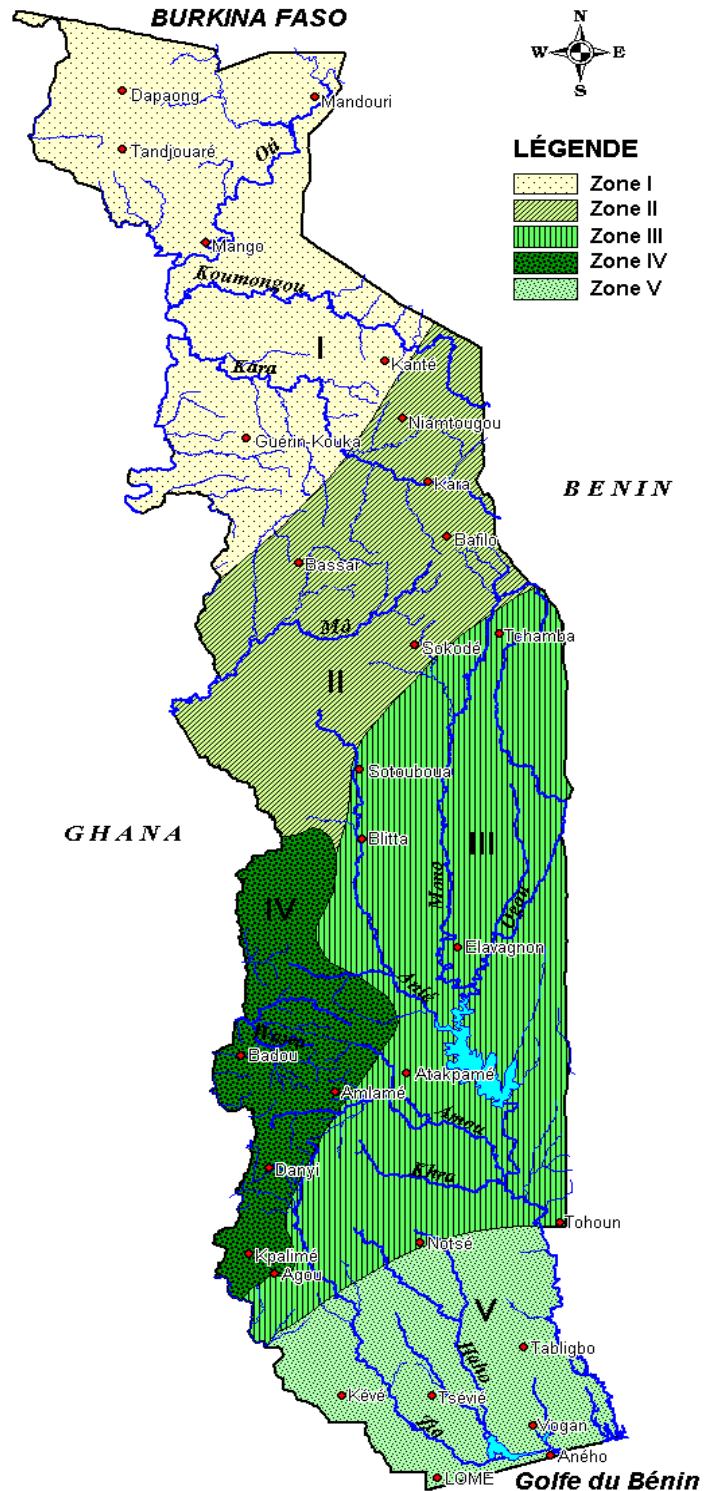 BURKINA FASO
N
W E
S
Dapaong
Mandouri
Tandjouaré
Oti
LÉGENDE
Zone I
Zone II
Zone III
Zone IV
Zone V
Mango
Koumongou
I
Kara
Kanté
Niamtougou
Guérin-Kouka
Kara
BENIN
Bafilo
Bassar
Mô
Tchamba
Sokodé
II
Sotouboua
GHANA
Blitta
III
Mono
Ogou
IV
Elavagnon
Anié
Badou
Atakpamé
Amlamé
Amou
Khra
Danyi
Tohoun
Notsé
Kpalimé
Agou
V
Tabligbo
Haho
Kévé
Tsévié
Zio
Vogan
Aného
LOME
Golfe du Bénin